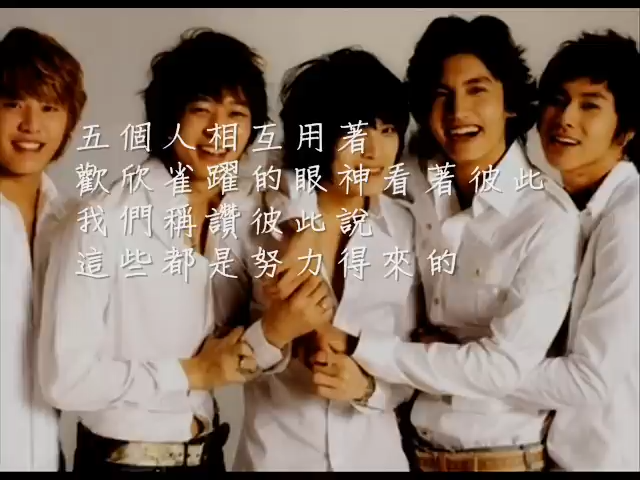 五個人相互用著
歡欣雀躍的眼神看著彼此
我們稱讚彼此說
這些都是努力得來的